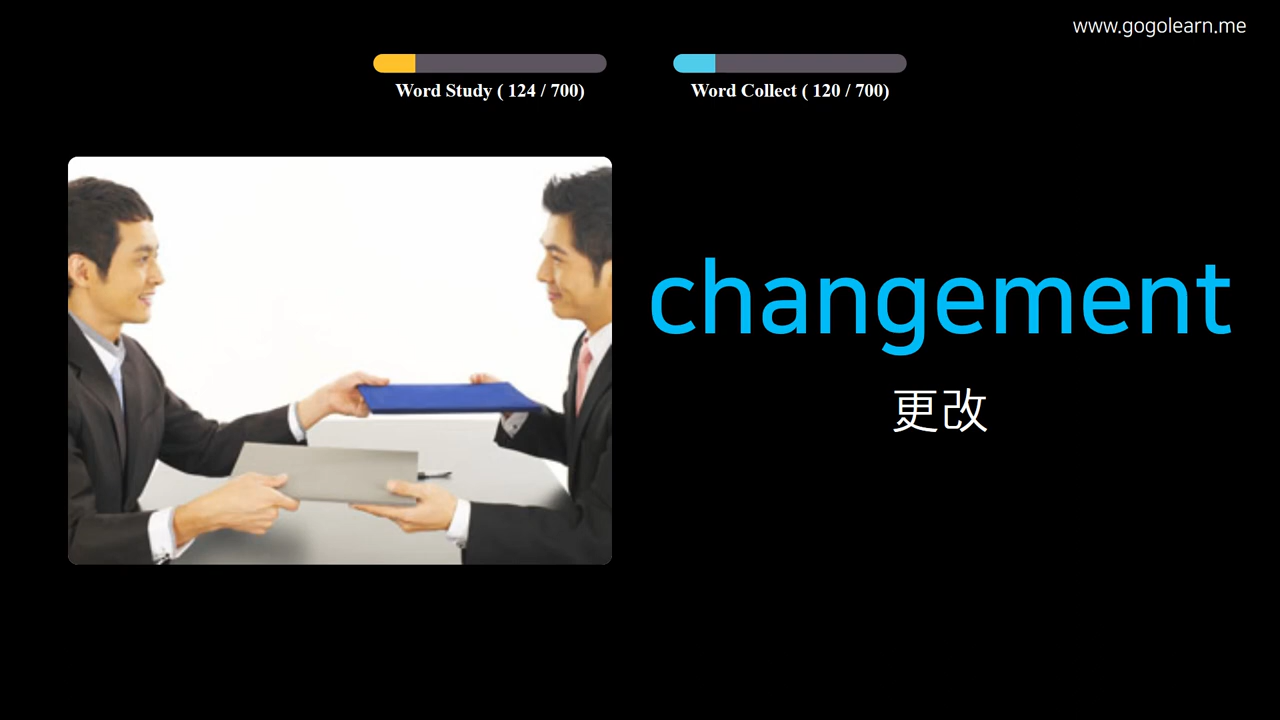 www.gogolearn.me
Word Study ( 124 / 700)
Word Collect ( 120 / 700)
changement
更改